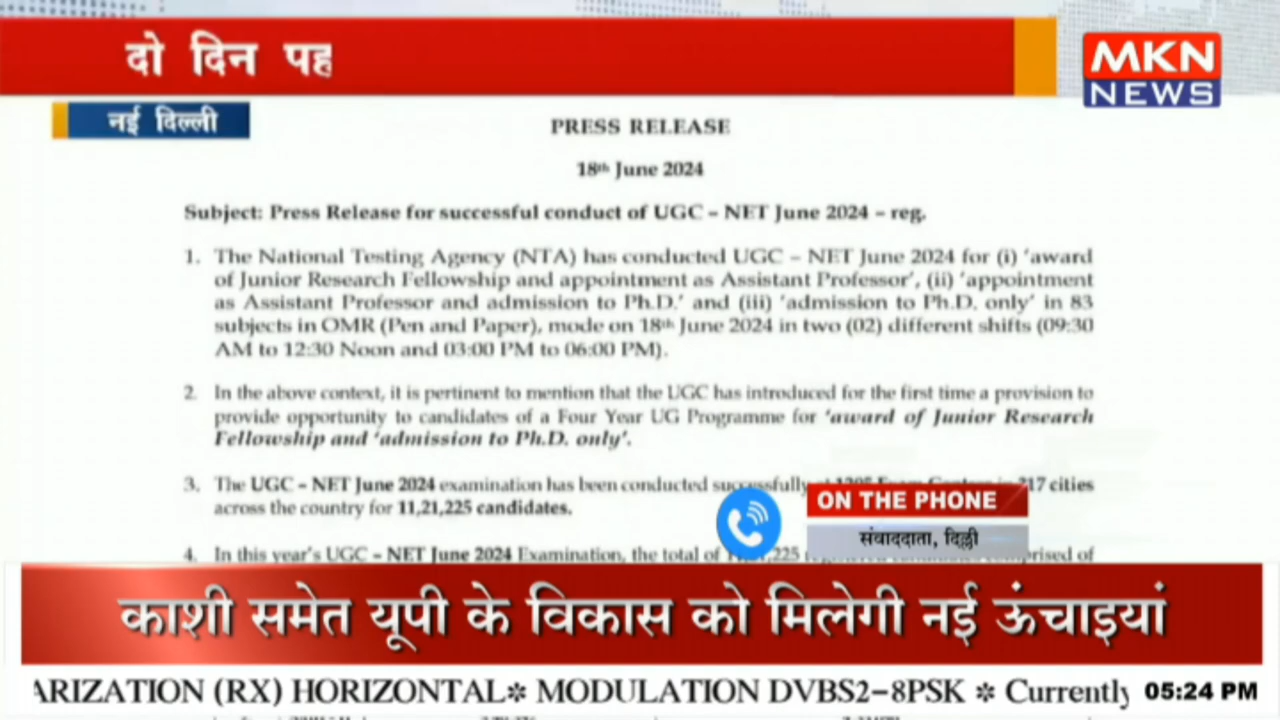 दो दिन पह
MKN
NEWS
नई दिल्ली
PRESS RELEASE
18th June 2024
Subject: Press Release for successful conduct of UGC – NET June 2024 – reg.
1. The National Testing Agency (NTA) has conducted UGC – NET June 2024 for (i) 'award
of Junior Research Fellowship and appointment as Assistant Professor', (ii) 'appointment
as Assistant Professor and admission to Ph.D.' and (iii) 'admission to Ph.D. only' in 83
subjects in OMR (Pen and Paper), mode on 18th June 2024 in two (02) different shifts (09:30
AM to 12:30 Noon and 03:00 PM to 06:00 PM).
2. In the above context, it is pertinent to mention that the UGC has introduced for the first time a provision to
provide opportunity to candidates of a Four Year UG Programme for 'award of Junior Research
Fellowship and 'admission to Ph.D. only'.
3. The UGC – NET June 2024 examination has been conducted successfully 217 cities
across the country for 11,21,225 candidates.
ON THE PHONE
संवाददाता, दिल्ली
4. In this year's UGC – NET June 2024 Examination, the total of
काशी समेत यूपी के विकास को मिलेगी नई ऊंचाइयां
ARIZATION (RX) HORIZONTAL* MODULATION DVBS2-8PSK * Currently 05:24 PM